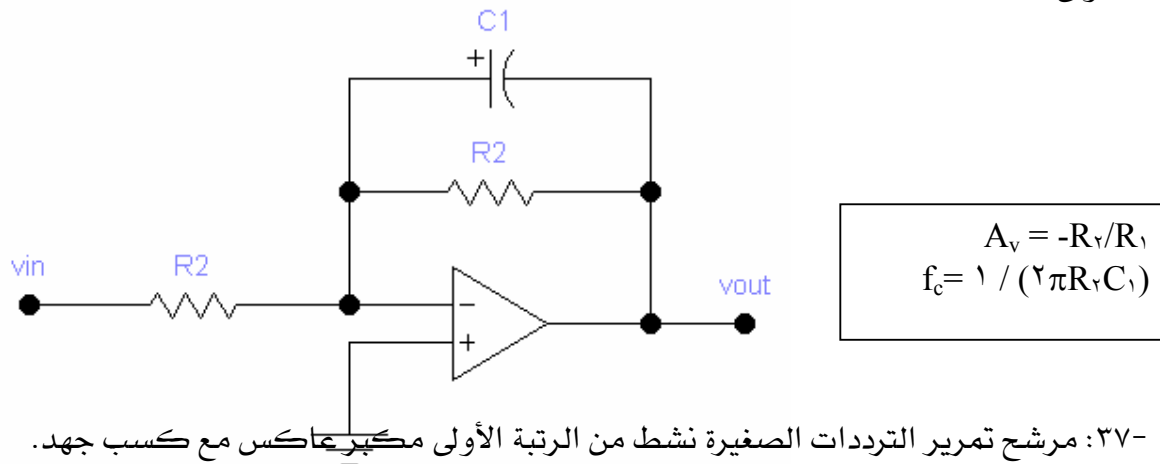 C1
+
R2
vin
R2
−
+
vout
A_v = -R٢/R١
f_c= ١ / (٢πR٢C١)
-٣٧: مرشح تمرير الترددات الصغيرة نشط من الرتبة الأولى مكبر عاكس مع كسب جهد.